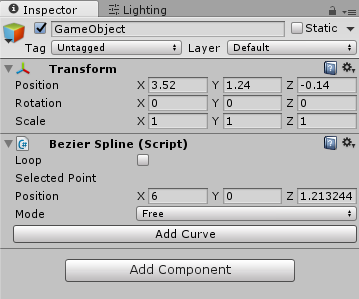 Inspector Lighting
GameObject Static
Tag Untagged Layer Default
Transform
Position X 3.52 Y 1.24 Z -0.14
Rotation X 0 Y 0 Z 0
Scale X 1 Y 1 Z 1
Bezier Spline (Script)
Loop
Selected Point
Position X 6 Y 0 Z 1.213244
Mode Free
Add Curve
Add Component